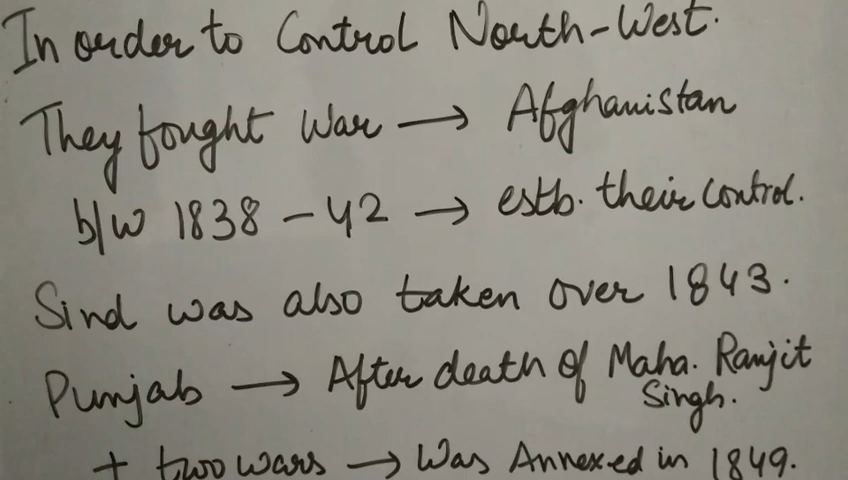 In order to Control North-West.
They fought War → Afghanistan
b/w 1838 - 42 → estb. their control.
Sind was also taken over 1843.
Punjab → After death of Maha. Ranjit
Singh.
+ two wars → Was Annexed in 1849.